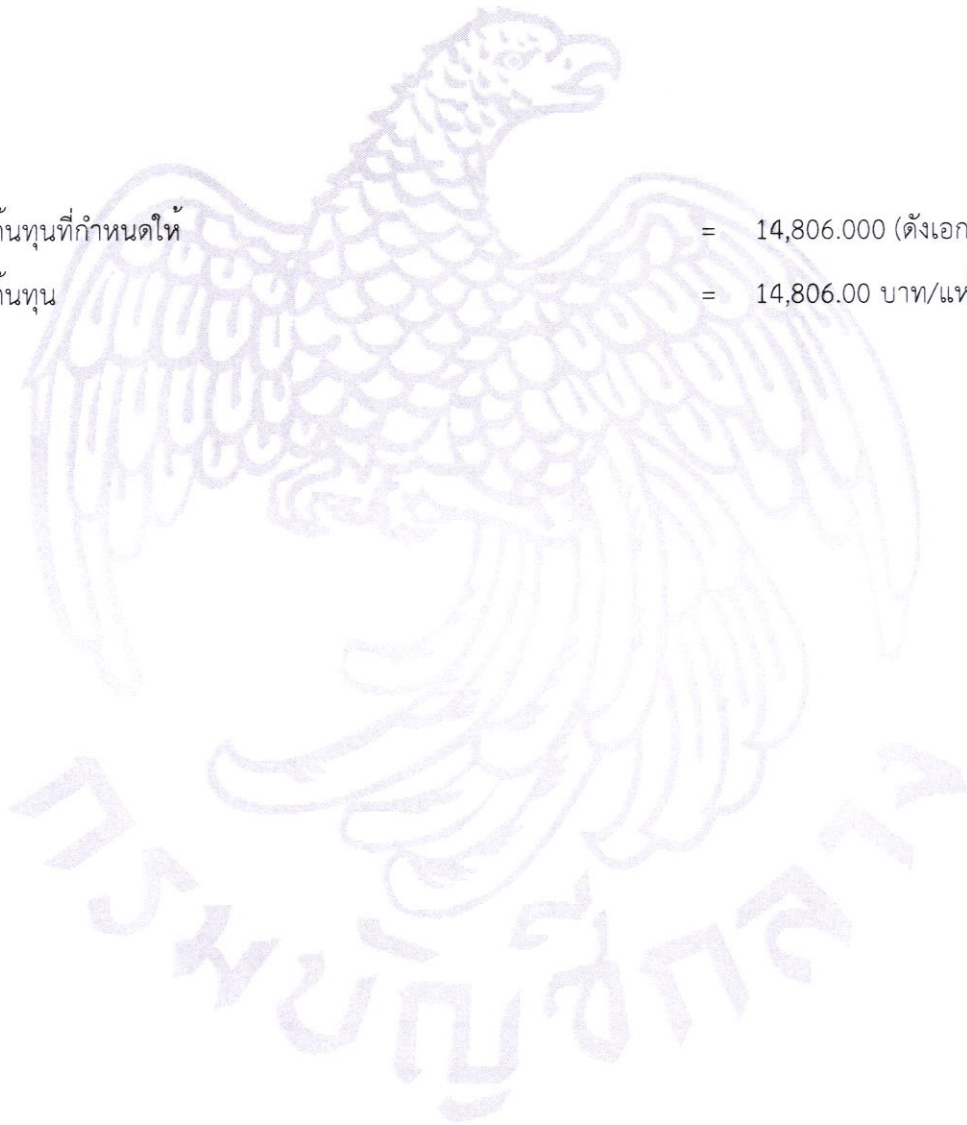 ต้นทุนที่กำหนดให้ = 14,806.000 (ดังเอก
ต้นทุน = 14,806.00 บาท/แห
กรมบัญชีกลาง